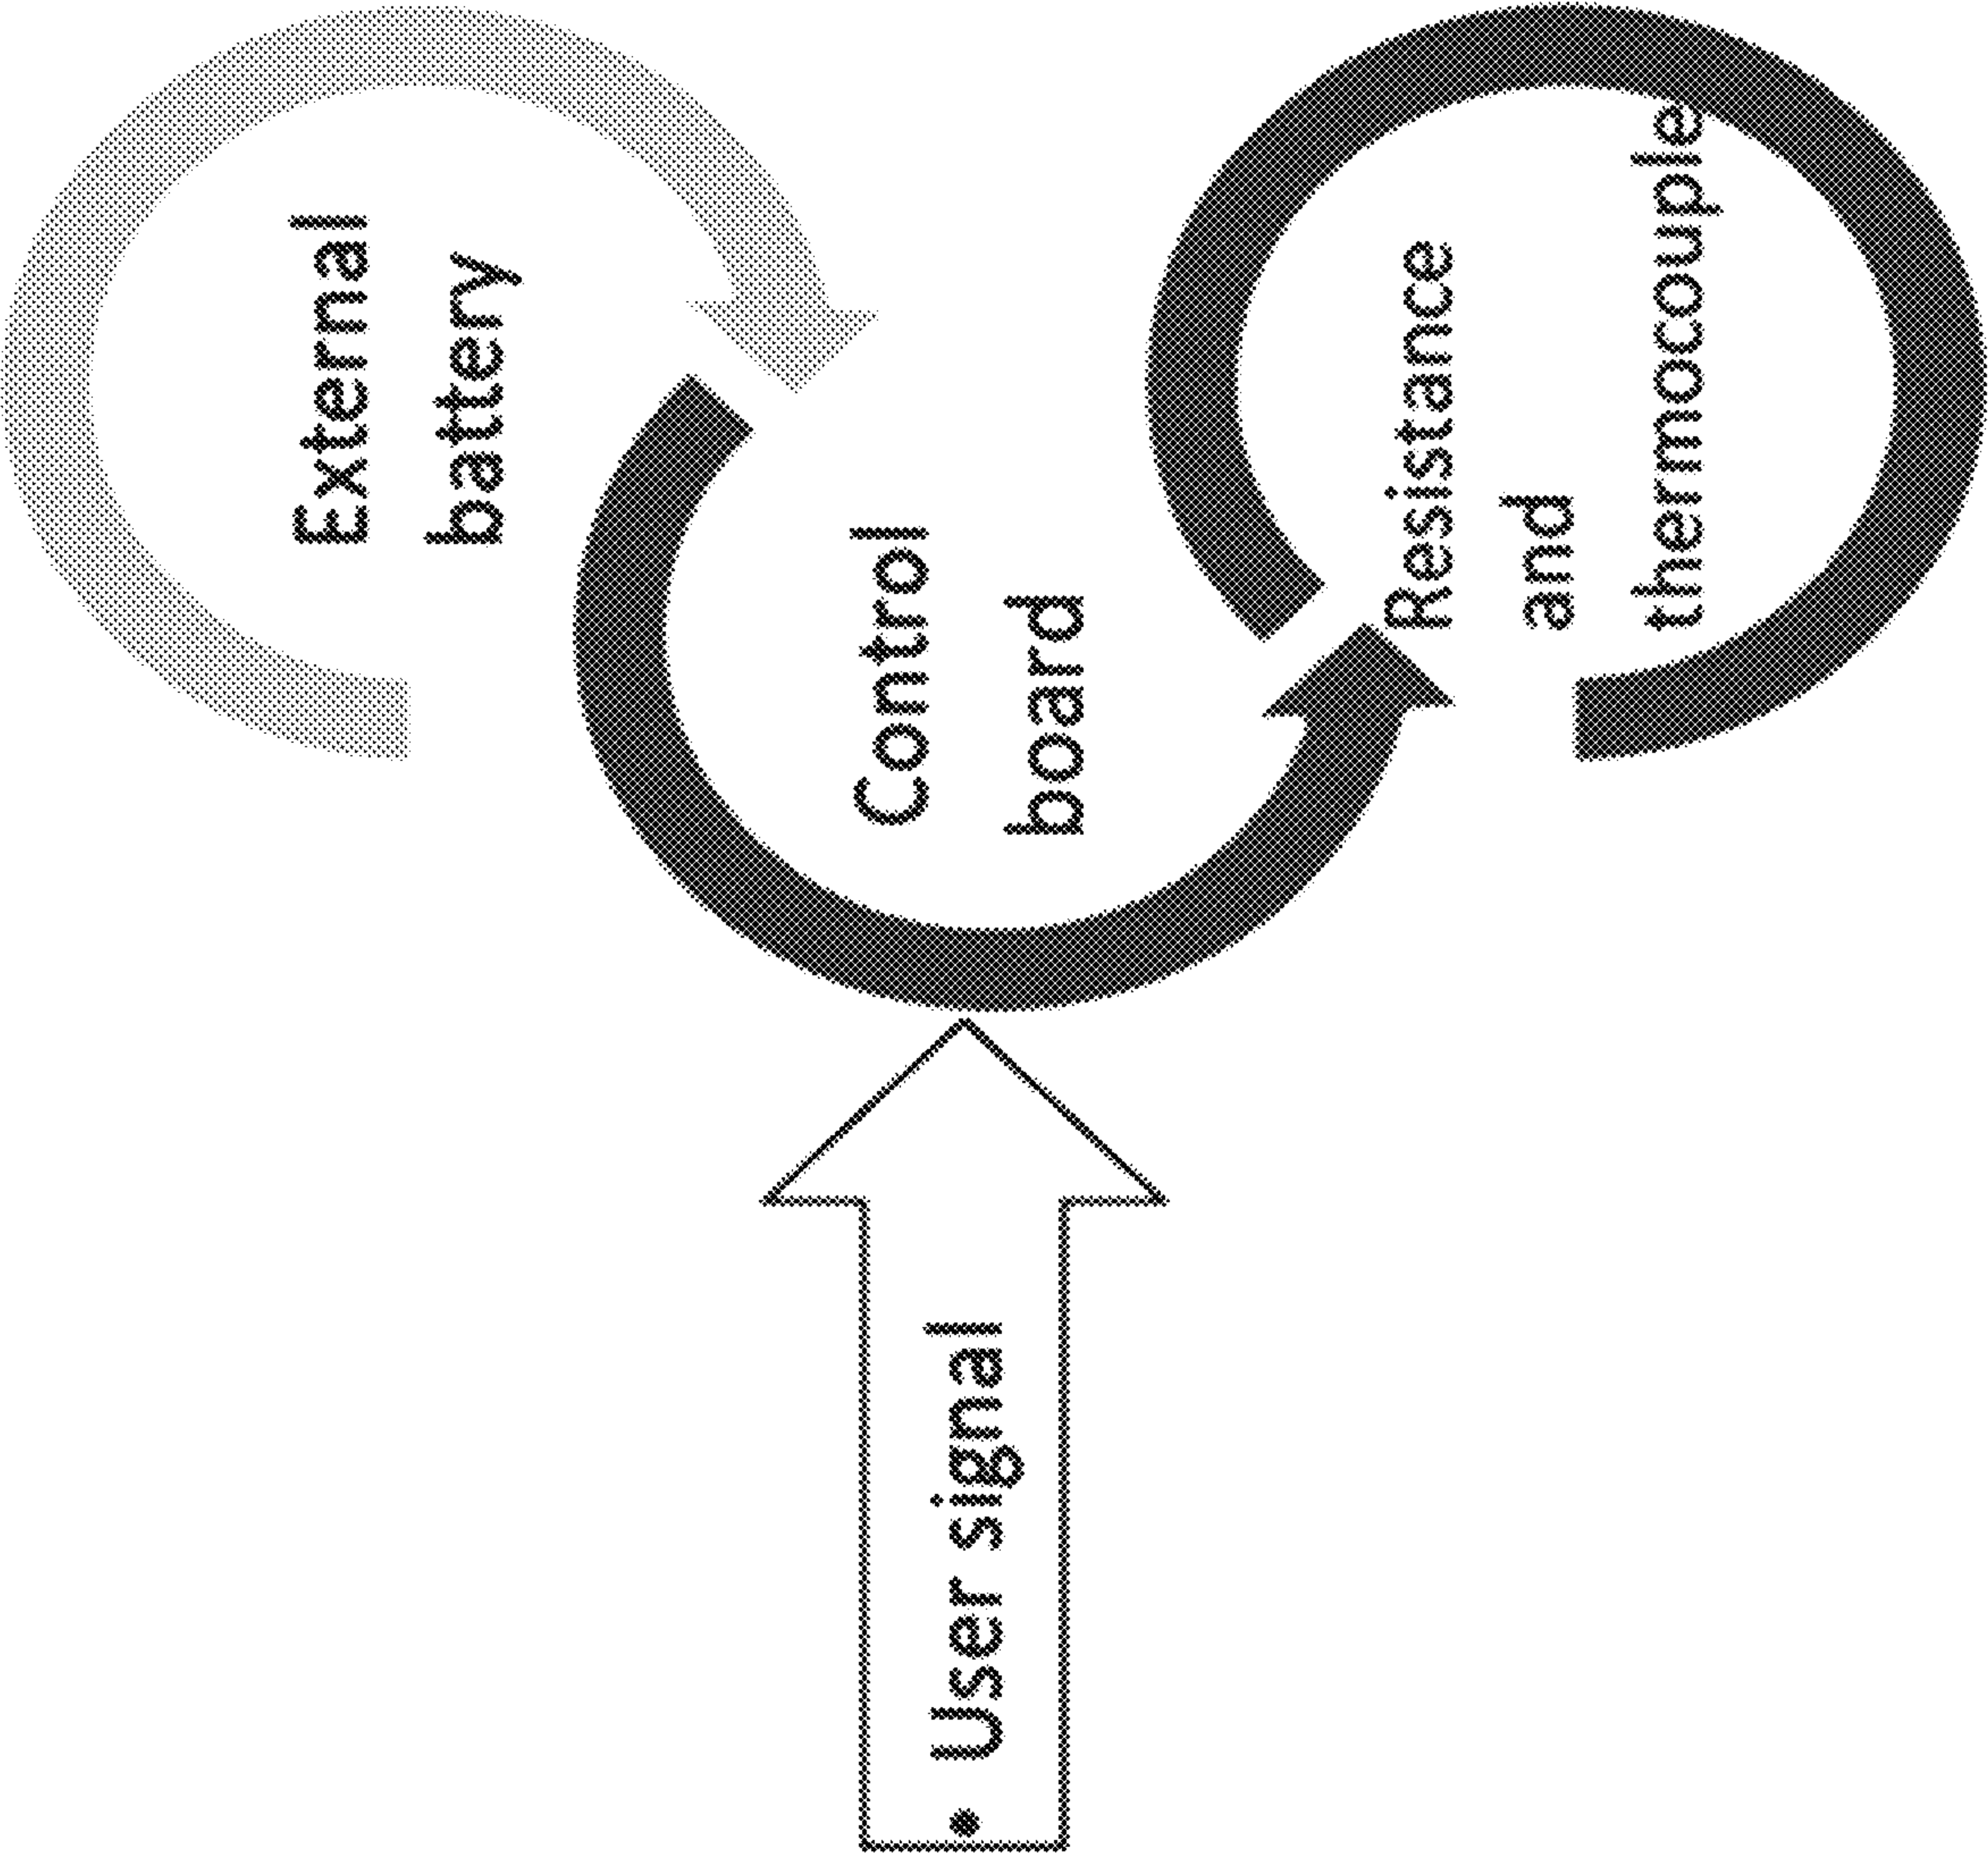 External
battery
Control
board
Resistance
and
thermocouple
• User signal